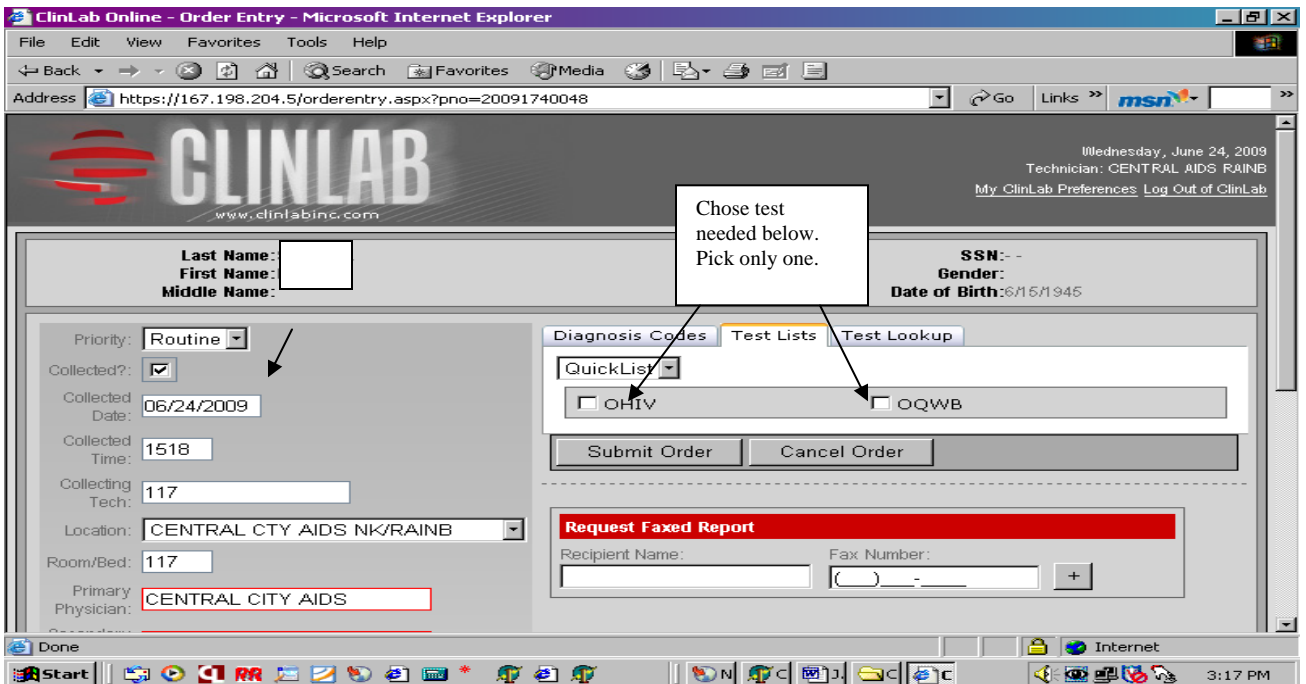 ClinLab Online - Order Entry - Microsoft Internet Explorer
File Edit View Favorites Tools Help
Back Search Favorites Media
Address https://167.198.204.5/orderentry.aspx?pno=20091740048 Go Links » msn »
CLINLAB
www.clinlabinc.com
Wednesday, June 24, 2009
Technician: CENTRAL AIDS RAINB
My ClinLab Preferences Log Out of ClinLab
Chose test
needed below.
Pick only one.
Last Name:
First Name:
Middle Name:
SSN:- -
Gender:
Date of Birth:6/15/1945
Priority: Routine
Collected?:
Collected
Date: 06/24/2009
Collected
Time: 1518
Collecting
Tech: 117
Location: CENTRAL CTY AIDS NK/RAINB
Room/Bed: 117
Primary
Physician: CENTRAL CITY AIDS
Diagnosis Codes Test Lists Test Lookup
QuickList
OHIV OQWB
Submit Order Cancel Order
Request Faxed Report
Recipient Name: Fax Number:
(___)___-____ +
Done Internet
Start N C J. C C 3:17 PM